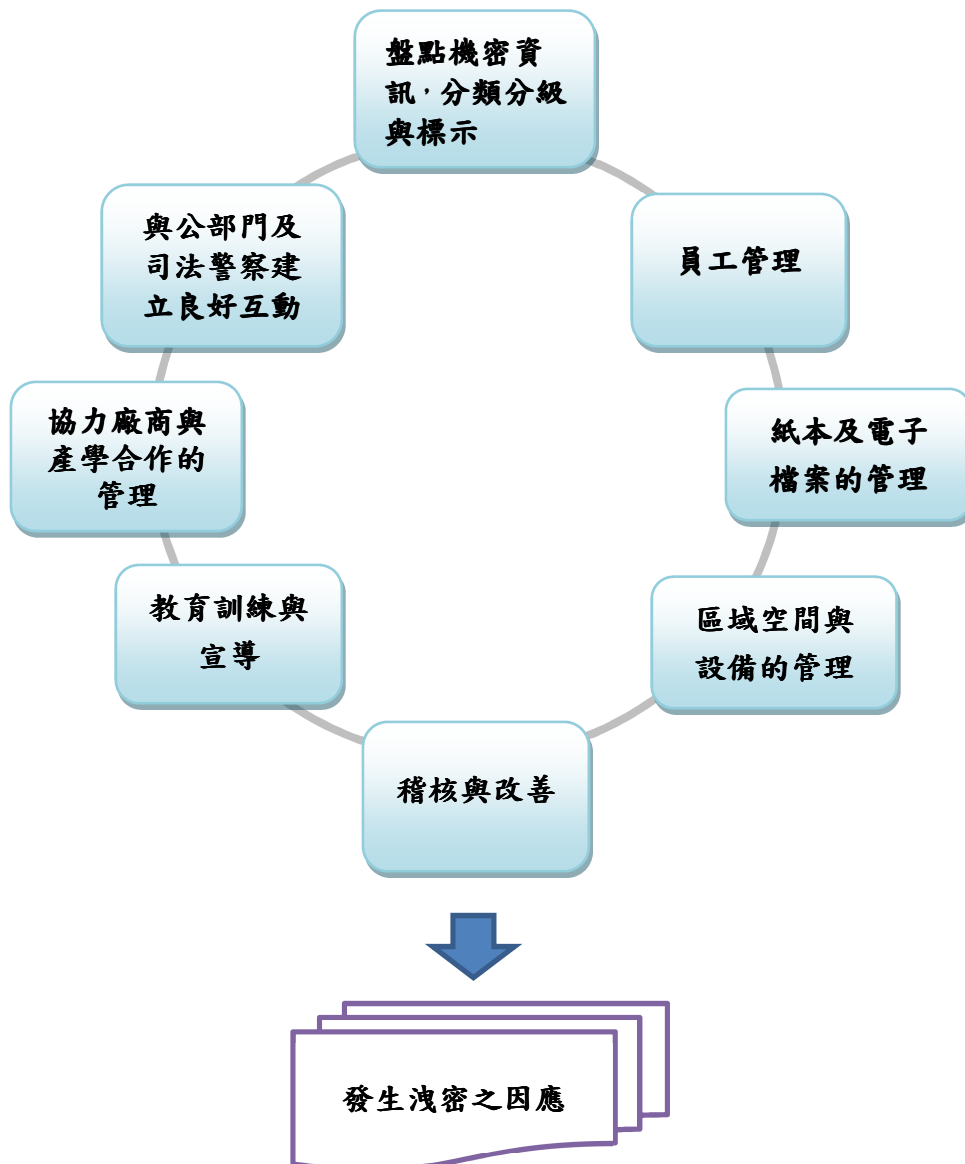 盤點機密資
訊，分類分級
與標示
員工管理
紙本及電子
檔案的管理
區域空間與
設備的管理
稽核與改善
教育訓練與
宣導
協力廠商與
產學合作的
管理
與公部門及
司法警察建
立良好互動
發生洩密之因應